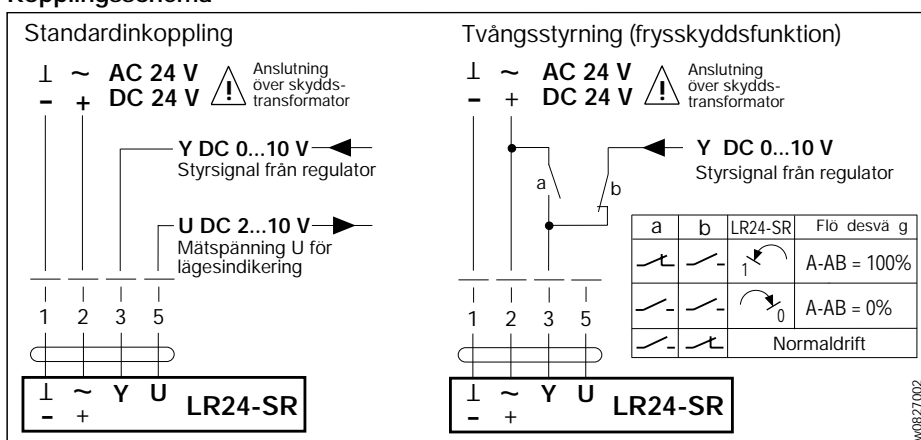 Kopplingsschema
Standardinkoppling
⊥ ~ AC 24 V
– + DC 24 V
! Anslutning
över skydds-
transformator
Y DC 0...10 V
Styrsignal från regulator
U DC 2...10 V
Mätspänning U för
lägesindikering
1 2 3 5
⊥ ~ Y U
– +
LR24-SR
Tvångsstyrning (frysskyddsfunktion)
⊥ ~ AC 24 V
– + DC 24 V
! Anslutning
över skydds-
transformator
Y DC 0...10 V
Styrsignal från regulator
a b
a b LR24-SR Flö desvä g
1 A-AB = 100%
0 A-AB = 0%
Normaldrift
1 2 3 5
⊥ ~ Y U
– +
LR24-SR
w0827002